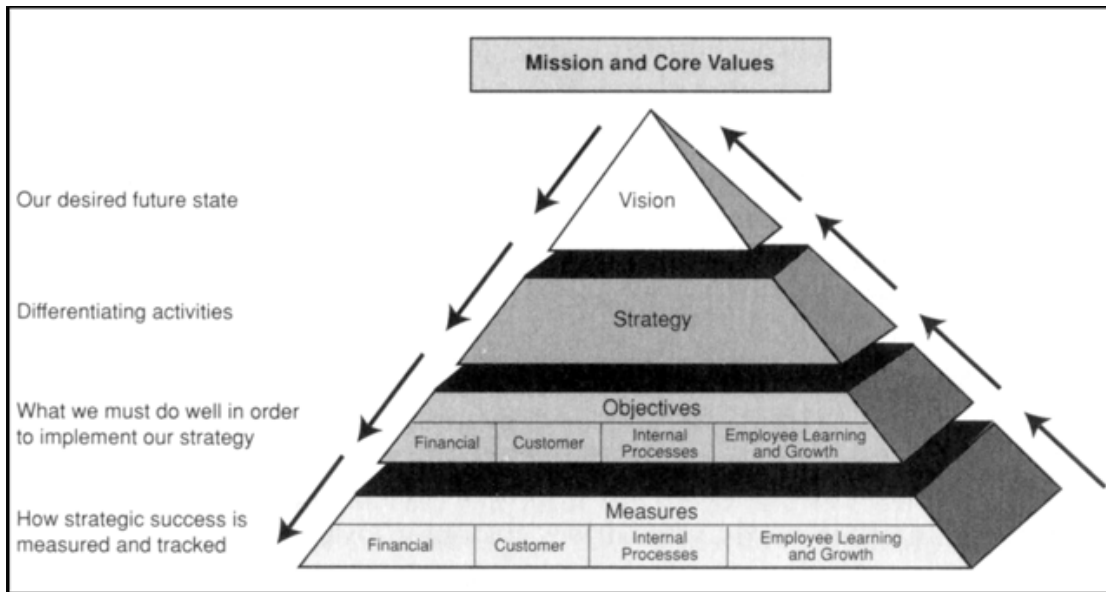 Mission and Core Values
Our desired future state
Vision
Differentiating activities
Strategy
What we must do well in order
to implement our strategy
Objectives
Financial
Customer
Internal
Processes
Employee Learning
and Growth
How strategic success is
measured and tracked
Measures
Financial
Customer
Internal
Processes
Employee Learning
and Growth